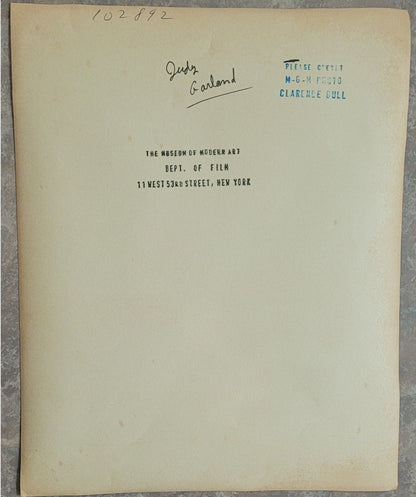 102892
Judy
Garland
PLEASE CREDIT
M-G-M PHOTO
CLARENCE BULL
THE MUSEUM OF MODERN ART
DEPT. OF FILM
11 WEST 53RD STREET, NEW YORK